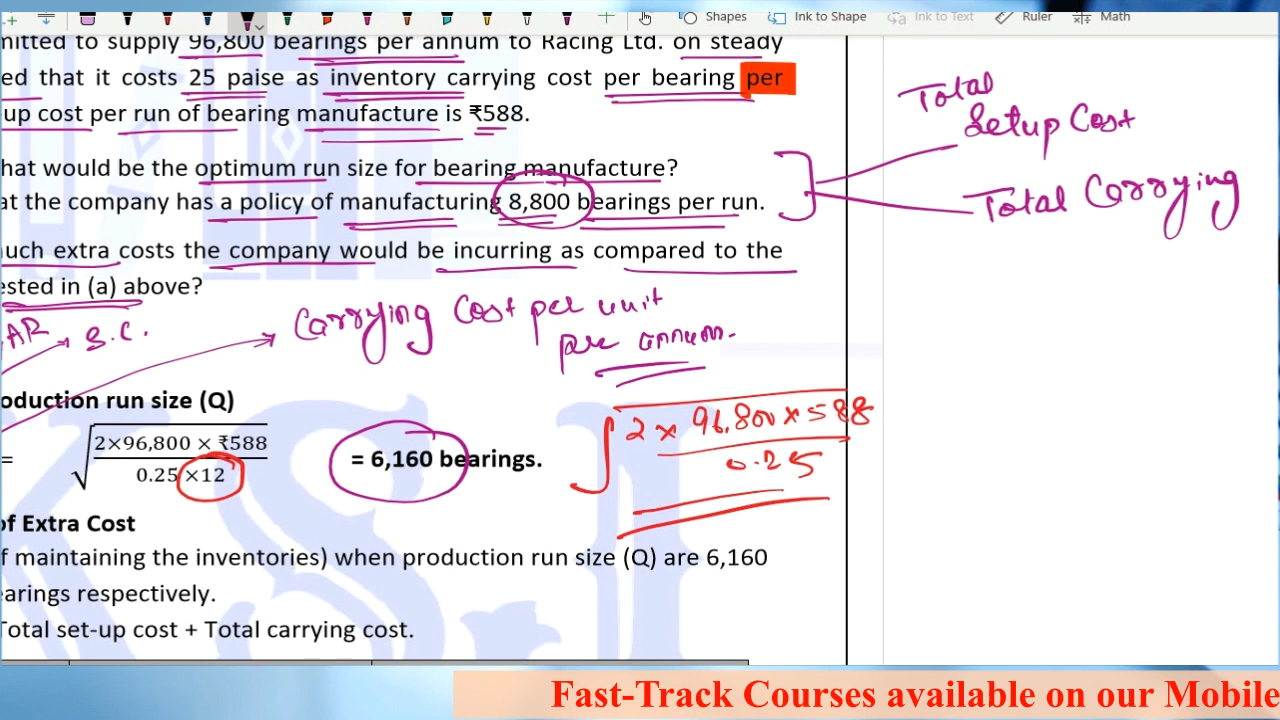 Shapes Ink to Shape Ink to Text Ruler Math
mitted to supply 96,800 bearings per annum to Racing Ltd. on steady
ed that it costs 25 paise as inventory carrying cost per bearing per
up cost per run of bearing manufacture is ₹588.
hat would be the optimum run size for bearing manufacture?
at the company has a policy of manufacturing 8,800 bearings per run.
uch extra costs the company would be incurring as compared to the
ested in (a) above?
Total
Setup Cost
Total Carrying
AR
S.C.
Carrying Cost per unit
per annum.
oduction run size (Q)
= √ 2×96,800 × ₹588
0.25 ×12
= 6,160 bearings.
√ 2 × 96,800 × 588
0.25
of Extra Cost
f maintaining the inventories) when production run size (Q) are 6,160
earings respectively.
Total set-up cost + Total carrying cost.
Fast-Track Courses available on our Mobile